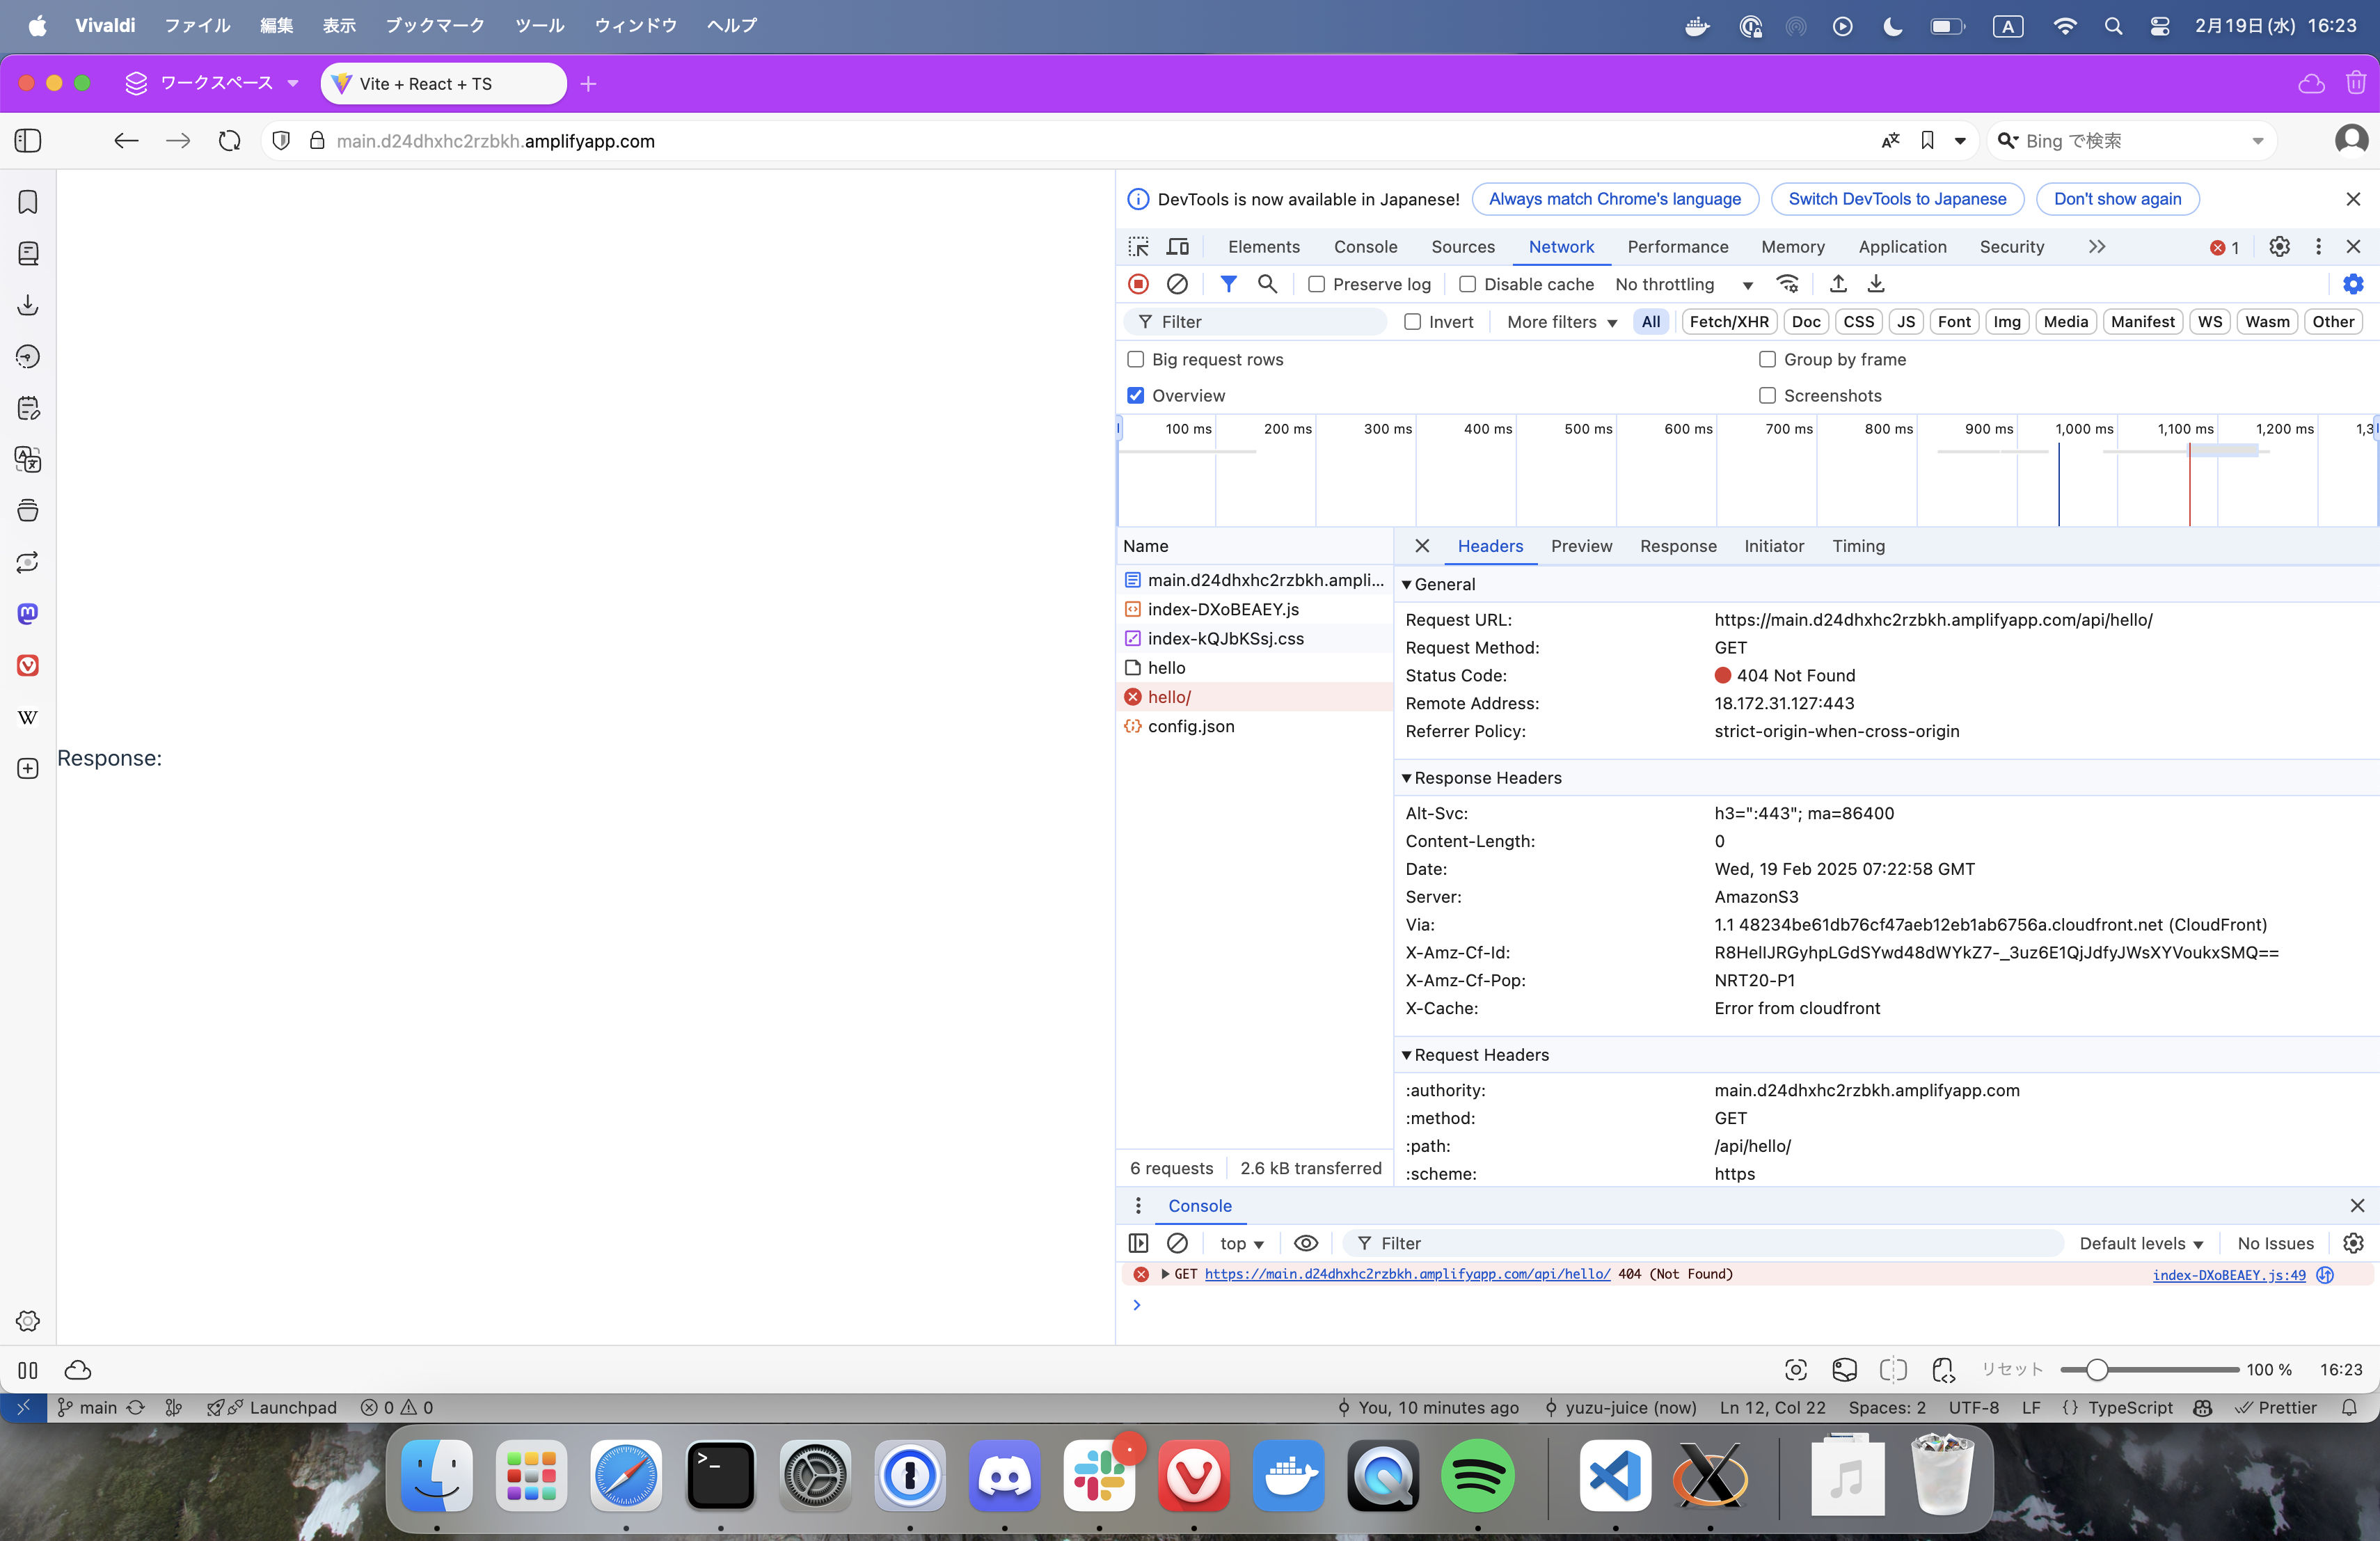 Vivaldi ファイル 編集 表示 ブックマーク ツール ウィンドウ ヘルプ A 2月19日(水) 16:23
ワークスペース Vite + React + TS
main.d24dhxhc2rzbkh.amplifyapp.com Bing で検索
DevTools is now available in Japanese! Always match Chrome's language Switch DevTools to Japanese Don't show again
Elements Console Sources Network Performance Memory Application Security 1
Preserve log Disable cache No throttling
Filter Invert More filters All Fetch/XHR Doc CSS JS Font Img Media Manifest WS Wasm Other
Big request rows Group by frame
Overview Screenshots
100 ms 200 ms 300 ms 400 ms 500 ms 600 ms 700 ms 800 ms 900 ms 1,000 ms 1,100 ms 1,200 ms 1,3
Name
main.d24dhxhc2rzbkh.ampli...
index-DXoBEAEY.js
index-kQJbKSsj.css
hello
hello/
config.json
6 requests 2.6 kB transferred
Headers Preview Response Initiator Timing
General
Request URL: https://main.d24dhxhc2rzbkh.amplifyapp.com/api/hello/
Request Method: GET
Status Code: 404 Not Found
Remote Address: 18.172.31.127:443
Referrer Policy: strict-origin-when-cross-origin
Response Headers
Alt-Svc: h3=":443"; ma=86400
Content-Length: 0
Date: Wed, 19 Feb 2025 07:22:58 GMT
Server: AmazonS3
Via: 1.1 48234be61db76cf47aeb12eb1ab6756a.cloudfront.net (CloudFront)
X-Amz-Cf-Id: R8HelIJRGyhpLGdSYwd48dWYkZ7-_3uz6E1QjJdfyJWsXYVoukxSMQ==
X-Amz-Cf-Pop: NRT20-P1
X-Cache: Error from cloudfront
Request Headers
:authority: main.d24dhxhc2rzbkh.amplifyapp.com
:method: GET
:path: /api/hello/
:scheme: https
Response:
W
Console
top Filter Default levels No Issues
GET https://main.d24dhxhc2rzbkh.amplifyapp.com/api/hello/ 404 (Not Found) index-DXoBEAEY.js:49
リセット 100 % 16:23
main Launchpad 0 0 You, 10 minutes ago yuzu-juice (now) Ln 12, Col 22 Spaces: 2 UTF-8 LF {} TypeScript Prettier